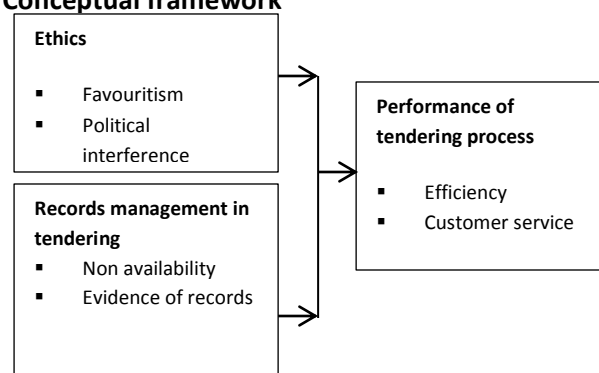 Conceptual framework
Ethics
▪ Favouritism
▪ Political
interference
Records management in
tendering
▪ Non availability
▪ Evidence of records
Performance of
tendering process
▪ Efficiency
▪ Customer service